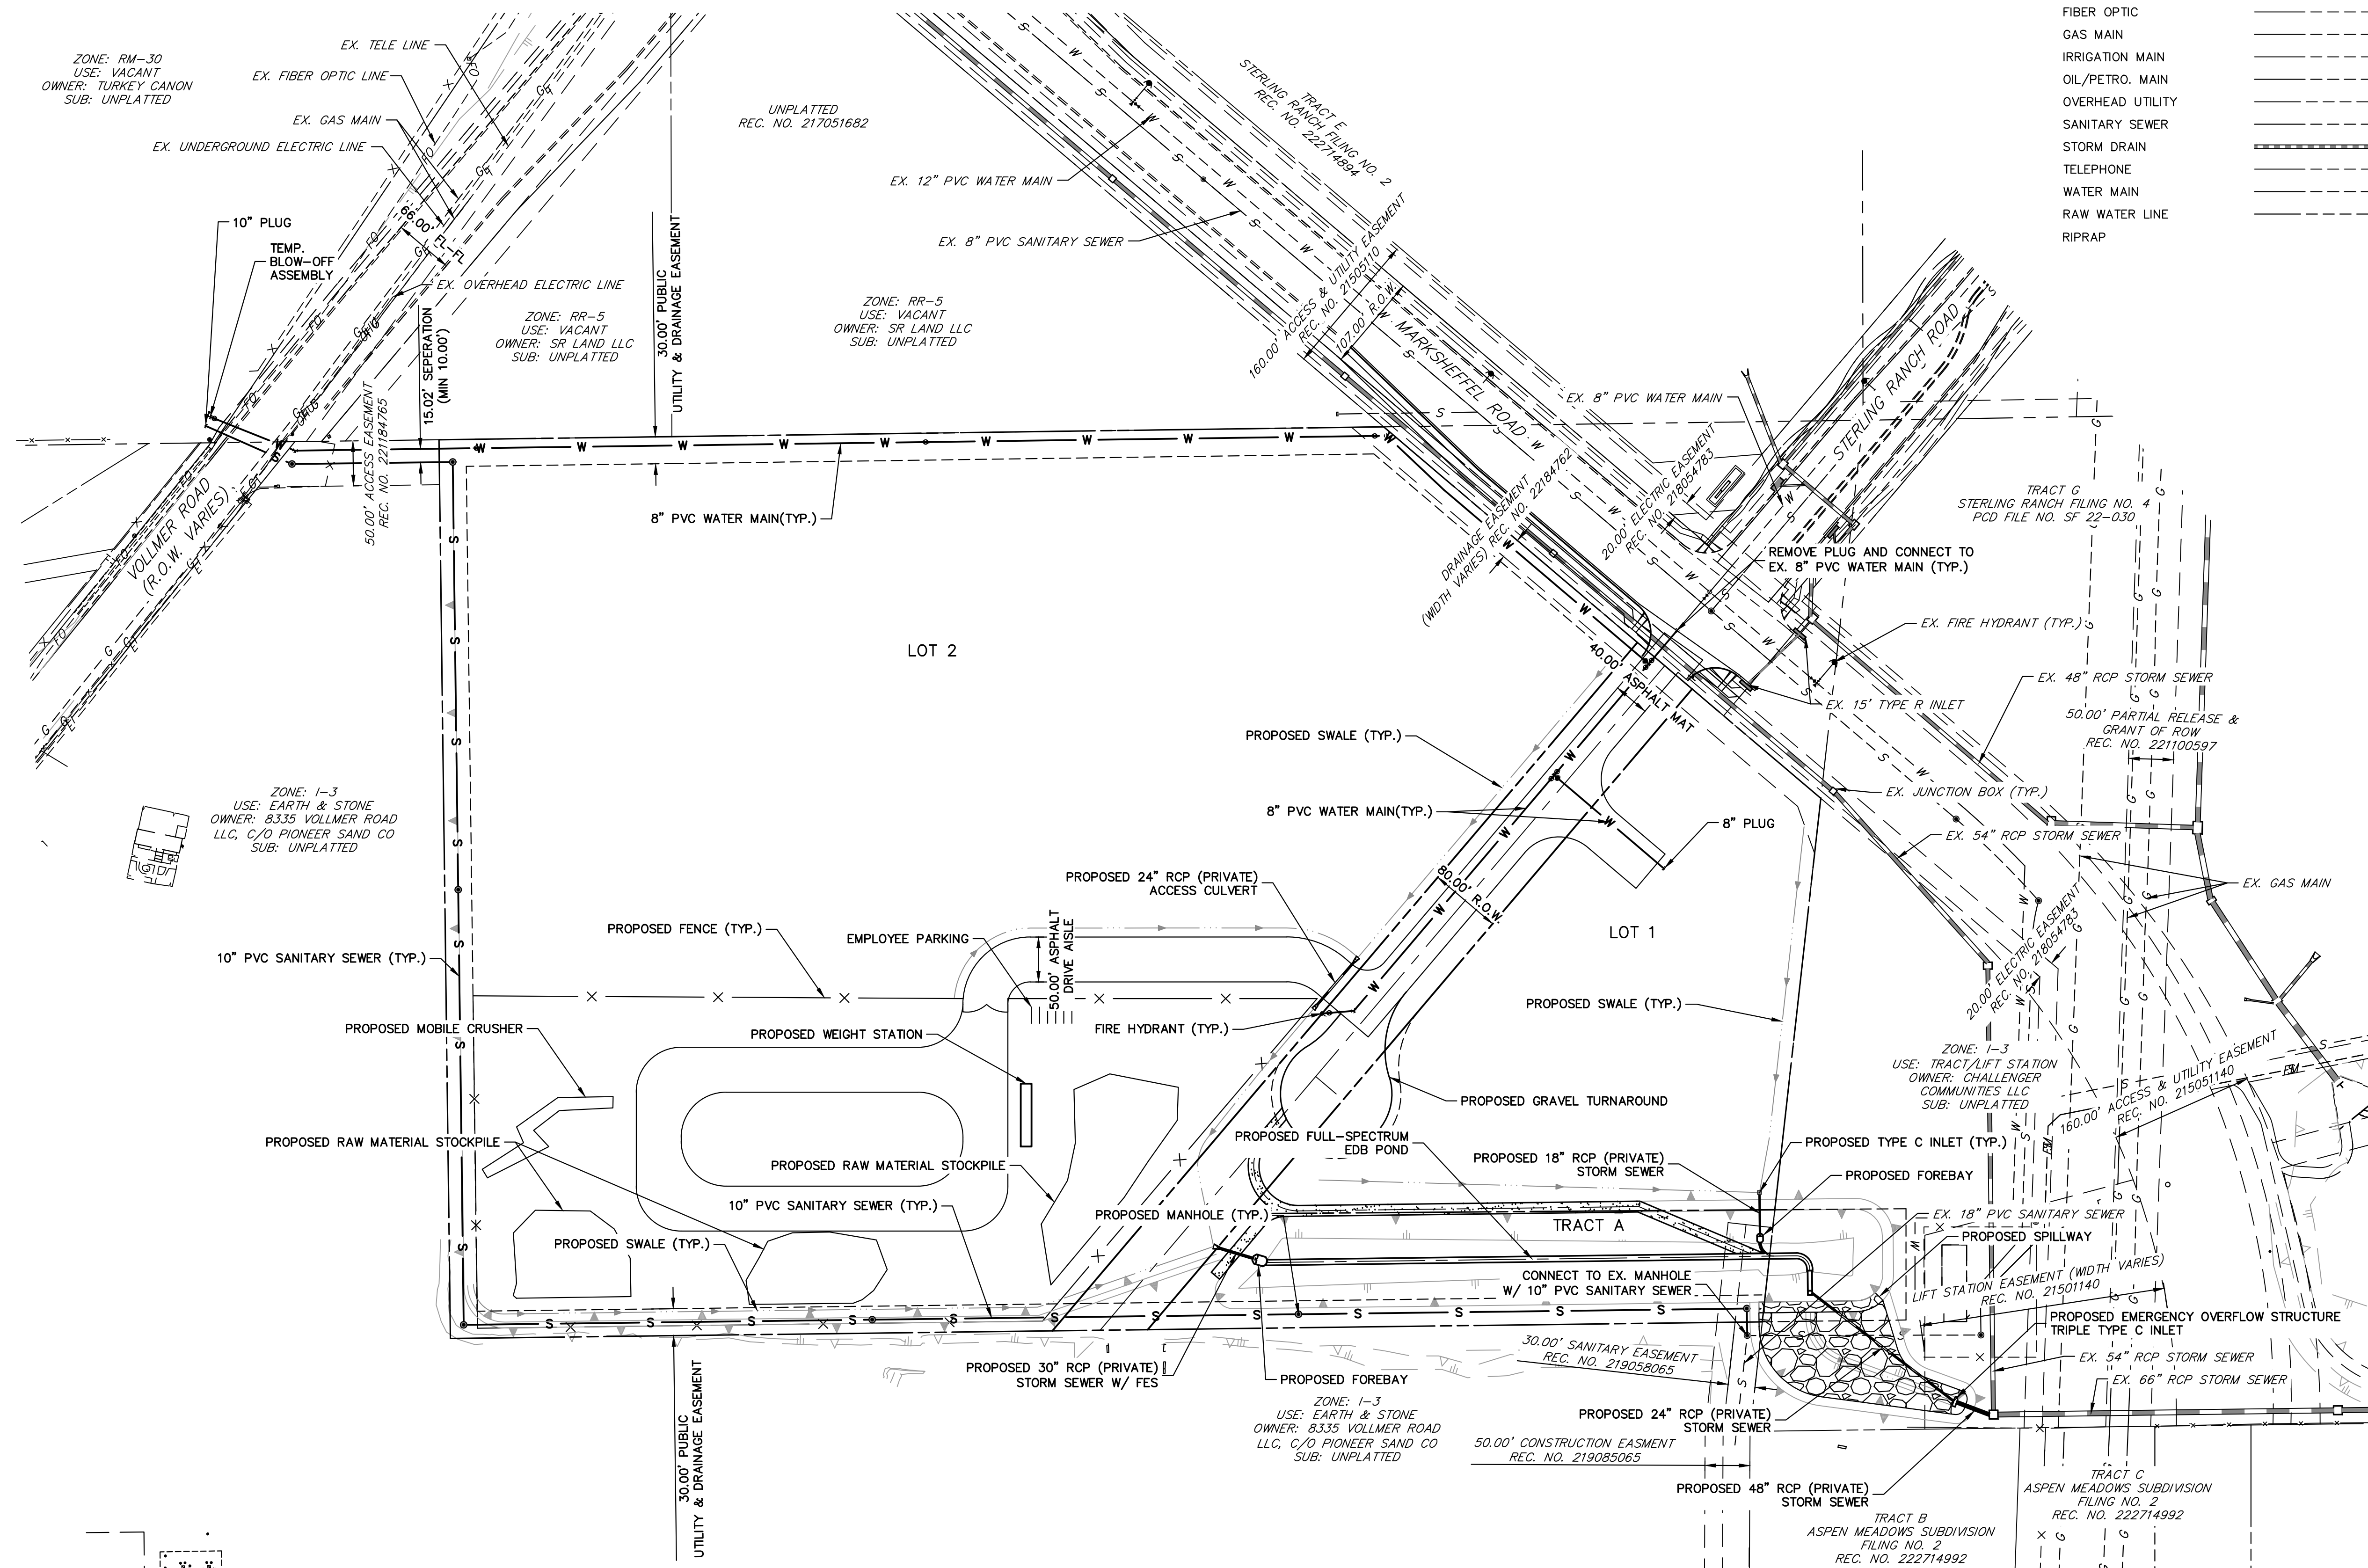 FIBER OPTIC
GAS MAIN
IRRIGATION MAIN
OIL/PETRO. MAIN
OVERHEAD UTILITY
SANITARY SEWER
STORM DRAIN
TELEPHONE
WATER MAIN
RAW WATER LINE
RIPRAP
ZONE: RM-30
USE: VACANT
OWNER: TURKEY CANON
SUB: UNPLATTED
EX. TELE LINE
EX. FIBER OPTIC LINE
EX. GAS MAIN
EX. UNDERGROUND ELECTRIC LINE
10" PLUG
TEMP.
BLOW-OFF
ASSEMBLY
66.00'
FL-FL
EX. OVERHEAD ELECTRIC LINE
UNPLATTED
REC. NO. 217051682
30.00' PUBLIC
UTILITY & DRAINAGE EASEMENT
15.02' SEPERATION
(MIN 10.00')
ZONE: RR-5
USE: VACANT
OWNER: SR LAND LLC
SUB: UNPLATTED
ZONE: RR-5
USE: VACANT
OWNER: SR LAND LLC
SUB: UNPLATTED
EX. 12" PVC WATER MAIN
EX. 8" PVC SANITARY SEWER
TRACT E
STERLING RANCH FILING NO. 2
REC. NO. 222714894
160.00' ACCESS & UTILITY EASEMENT
REC. NO. 21505110
107.00' R.O.W.
MARKSHEFFEL ROAD
STERLING RANCH ROAD
EX. 8" PVC WATER MAIN
20.00' ELECTRIC EASEMENT
REC. NO. 218054783
DRAINAGE EASEMENT
(WIDTH VARIES) REC. NO. 22184762
TRACT G
STERLING RANCH FILING NO. 4
PCD FILE NO. SF 22-030
REMOVE PLUG AND CONNECT TO
EX. 8" PVC WATER MAIN (TYP.)
EX. FIRE HYDRANT (TYP.)
EX. 48" RCP STORM SEWER
EX. 15' TYPE R INLET
50.00' PARTIAL RELEASE &
GRANT OF ROW
REC. NO. 221100597
EX. JUNCTION BOX (TYP.)
EX. 54" RCP STORM SEWER
EX. GAS MAIN
VOLLMER ROAD
(R.O.W. VARIES)
50.00' ACCESS EASEMENT
REC. NO. 221184765
8" PVC WATER MAIN(TYP.)
LOT 2
40.00' ASPHALT MAT
PROPOSED SWALE (TYP.)
8" PVC WATER MAIN(TYP.)
8" PLUG
80.00' R.O.W.
LOT 1
ZONE: I-3
USE: EARTH & STONE
OWNER: 8335 VOLLMER ROAD
LLC, C/O PIONEER SAND CO
SUB: UNPLATTED
PROPOSED 24" RCP (PRIVATE)
ACCESS CULVERT
PROPOSED FENCE (TYP.)
EMPLOYEE PARKING
50.00' ASPHALT
DRIVE AISLE
10" PVC SANITARY SEWER (TYP.)
PROPOSED SWALE (TYP.)
20.00' ELECTRIC EASEMENT
REC. NO. 218054783
PROPOSED MOBILE CRUSHER
PROPOSED WEIGHT STATION
FIRE HYDRANT (TYP.)
ZONE: I-3
USE: TRACT/LIFT STATION
OWNER: CHALLENGER
COMMUNITIES LLC
SUB: UNPLATTED
160.00' ACCESS & UTILITY EASEMENT
REC. NO. 215051140
PROPOSED GRAVEL TURNAROUND
PROPOSED RAW MATERIAL STOCKPILE
PROPOSED FULL-SPECTRUM
EDB POND
PROPOSED TYPE C INLET (TYP.)
PROPOSED 18" RCP (PRIVATE)
STORM SEWER
PROPOSED FOREBAY
PROPOSED RAW MATERIAL STOCKPILE
10" PVC SANITARY SEWER (TYP.)
PROPOSED MANHOLE (TYP.)
TRACT A
EX. 18" PVC SANITARY SEWER
PROPOSED SPILLWAY
PROPOSED SWALE (TYP.)
CONNECT TO EX. MANHOLE
W/ 10" PVC SANITARY SEWER
LIFT STATION EASEMENT (WIDTH VARIES)
REC. NO. 21501140
PROPOSED EMERGENCY OVERFLOW STRUCTURE
TRIPLE TYPE C INLET
30.00' SANITARY EASEMENT
REC. NO. 219058065
EX. 54" RCP STORM SEWER
EX. 66" RCP STORM SEWER
30.00' PUBLIC
UTILITY & DRAINAGE EASEMENT
PROPOSED 30" RCP (PRIVATE)
STORM SEWER W/ FES
PROPOSED FOREBAY
ZONE: I-3
USE: EARTH & STONE
OWNER: 8335 VOLLMER ROAD
LLC, C/O PIONEER SAND CO
SUB: UNPLATTED
PROPOSED 24" RCP (PRIVATE)
STORM SEWER
50.00' CONSTRUCTION EASMENT
REC. NO. 219085065
PROPOSED 48" RCP (PRIVATE)
STORM SEWER
TRACT C
ASPEN MEADOWS SUBDIVISION
FILING NO. 2
REC. NO. 222714992
TRACT B
ASPEN MEADOWS SUBDIVISION
FILING NO. 2
REC. NO. 222714992